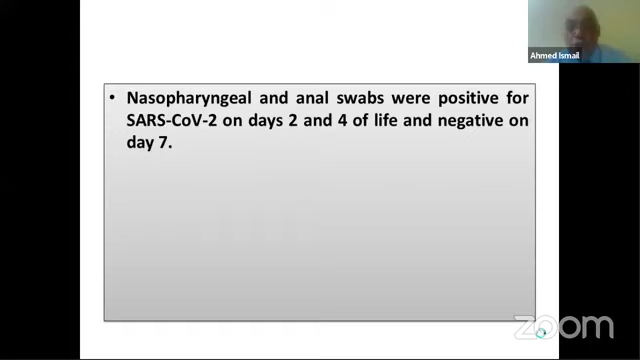 Ahmed Ismail
• Nasopharyngeal and anal swabs were positive for
SARS-CoV-2 on days 2 and 4 of life and negative on
day 7.
zoom